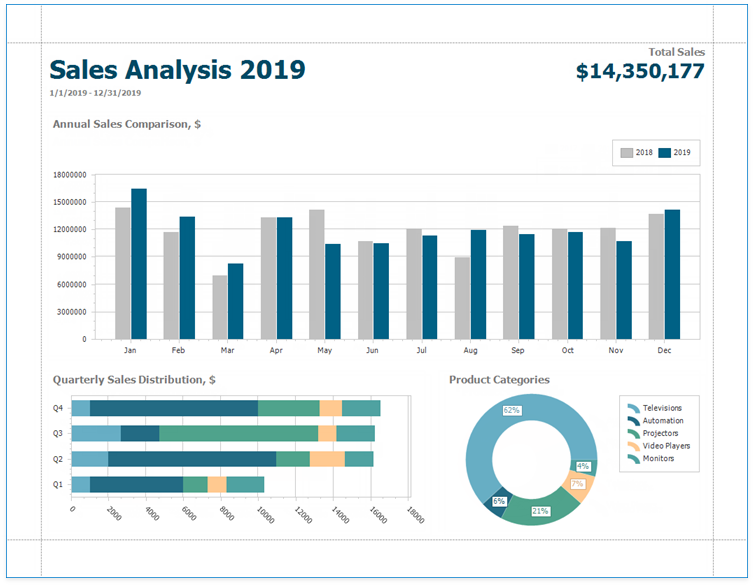 Total Sales
Sales Analysis 2019
$14,350,177
1/1/2019 - 12/31/2019
Annual Sales Comparison, $
2018 2019
18000000
15000000
12000000
9000000
6000000
3000000
0
Jan Feb Mar Apr May Jun Jul Aug Sep Oct Nov Dec
Quarterly Sales Distribution, $
Q4
Q3
Q2
Q1
0 2000 4000 6000 8000 10000 12000 14000 16000 18000
Product Categories
62%
4%
7%
6%
21%
Televisions
Automation
Projectors
Video Players
Monitors